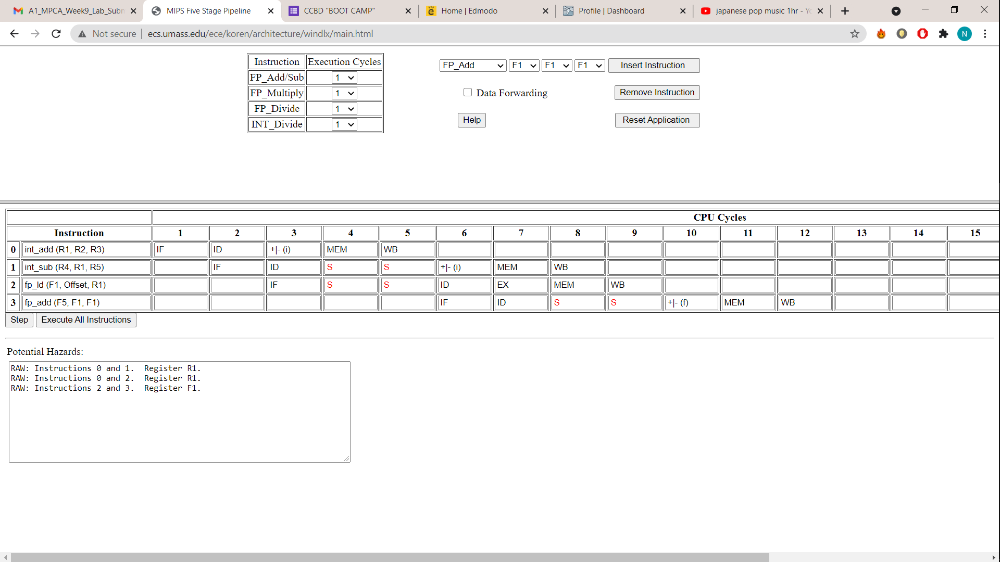 A1_MPCA_Week9_Lab_Subm
MIPS Five Stage Pipeline
CCBD "BOOT CAMP"
Home | Edmodo
Profile | Dashboard
japanese pop music 1hr - Yo
Not secure | ecs.umass.edu/ece/koren/architecture/windlx/main.html
N
Instruction Execution Cycles
FP_Add/Sub 1
FP_Multiply 1
FP_Divide 1
INT_Divide 1
FP_Add F1 F1 F1 Insert Instruction
Data Forwarding Remove Instruction
Help Reset Application
CPU Cycles
Instruction 1 2 3 4 5 6 7 8 9 10 11 12 13 14 15
0 int_add (R1, R2, R3) IF ID +|- (i) MEM WB
1 int_sub (R4, R1, R5) IF ID S S +|- (i) MEM WB
2 fp_ld (F1, Offset, R1) IF S S ID EX MEM WB
3 fp_add (F5, F1, F1) IF ID S S +|- (f) MEM WB
Step Execute All Instructions
Potential Hazards:
RAW: Instructions 0 and 1. Register R1.
RAW: Instructions 0 and 2. Register R1.
RAW: Instructions 2 and 3. Register F1.